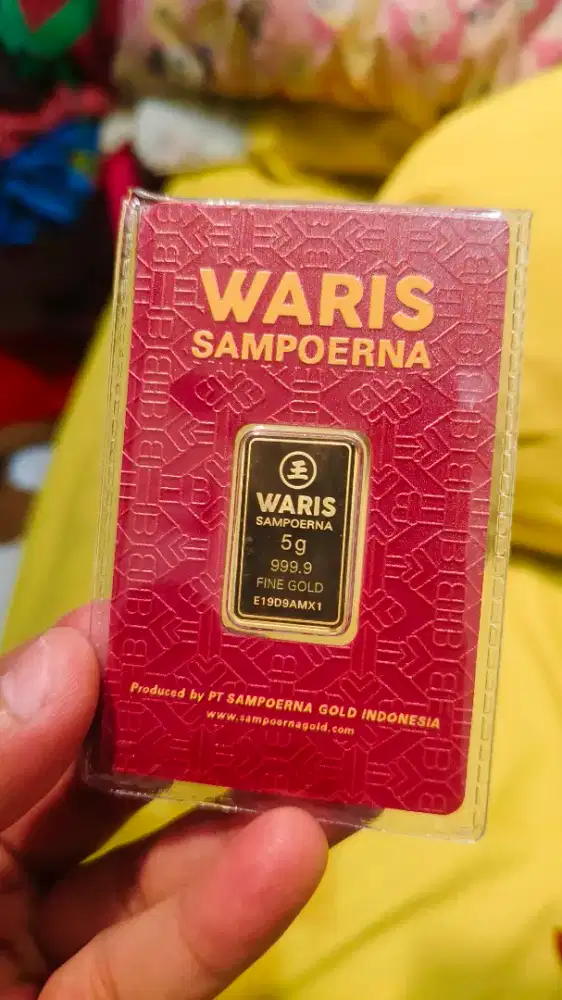 WARIS
SAMPOERNA
王
WARIS
SAMPOERNA
5g
999.9
FINE GOLD
E19D9AMX1
Produced by PT SAMPOERNA GOLD INDONESIA
www.sampoernagold.com